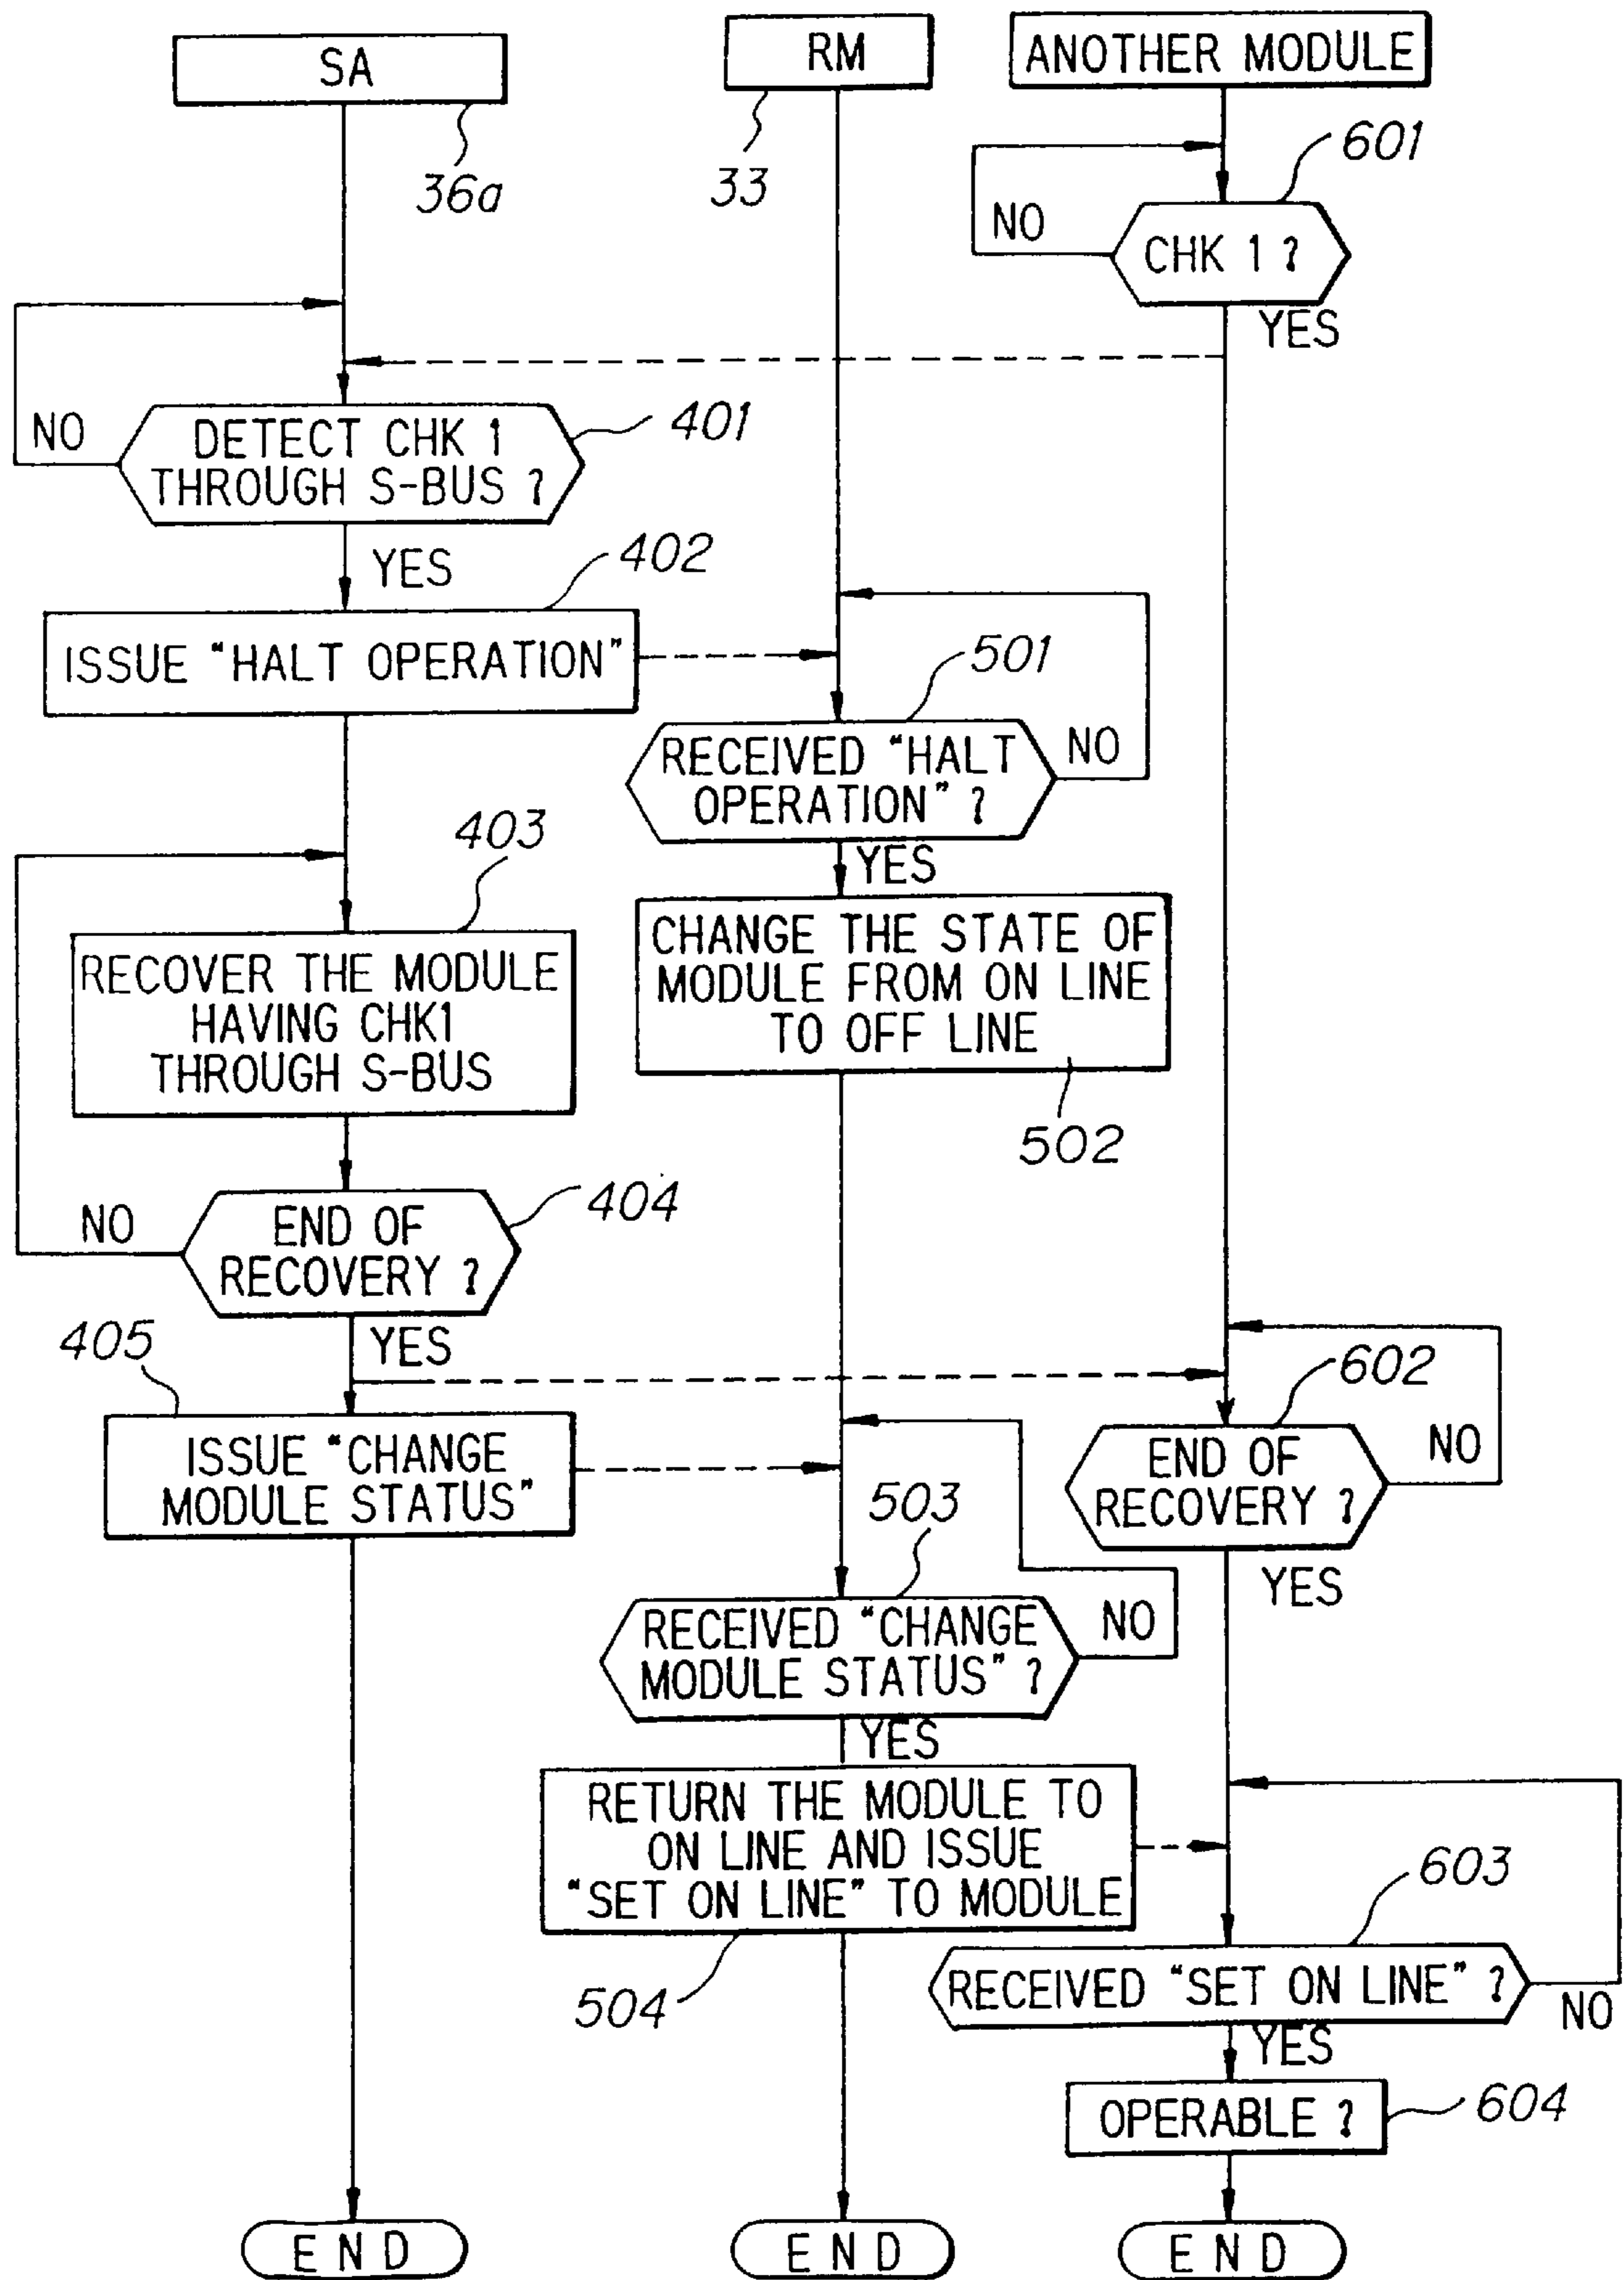 SA
RM
ANOTHER MODULE
36a
33
601
NO
CHK 1 ?
YES
NO
DETECT CHK 1
THROUGH S-BUS ?
401
YES
402
ISSUE “HALT OPERATION”
501
RECEIVED “HALT
OPERATION” ?
NO
YES
403
RECOVER THE MODULE
HAVING CHK1
THROUGH S-BUS
CHANGE THE STATE OF
MODULE FROM ON LINE
TO OFF LINE
502
NO
END OF
RECOVERY ?
404
405
YES
602
ISSUE “CHANGE
MODULE STATUS”
END OF
RECOVERY ?
NO
503
YES
RECEIVED “CHANGE
MODULE STATUS” ?
NO
YES
RETURN THE MODULE TO
ON LINE AND ISSUE
“SET ON LINE” TO MODULE
504
603
RECEIVED “SET ON LINE” ?
NO
YES
OPERABLE ?
604
END
END
END